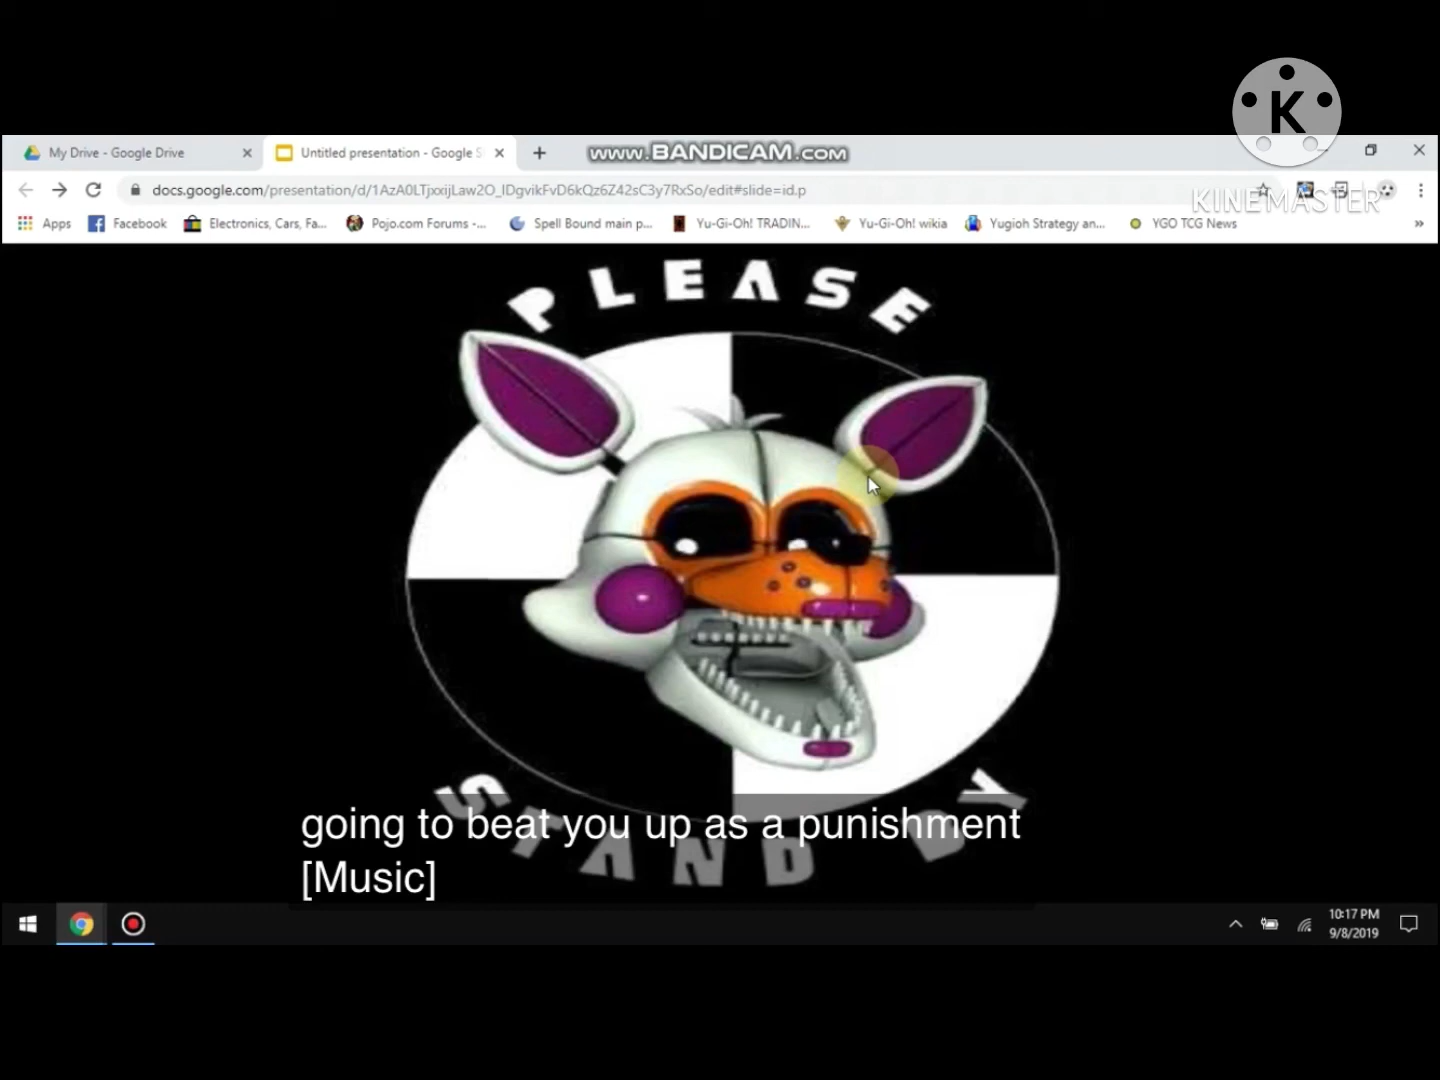 K
KINEMASTER
My Drive - Google Drive
Untitled presentation - Google S
www.BANDICAM.com
docs.google.com/presentation/d/1AzA0LTjxxijLaw2O_IDgvikFvD6kQz6Z42sC3y7RxSo/edit#slide=id.p
Apps
Facebook
Electronics, Cars, Fa...
Pojo.com Forums -...
Spell Bound main p...
Yu-Gi-Oh! TRADIN...
Yu-Gi-Oh! wikia
Yugioh Strategy an...
YGO TCG News
»
PLEASE
STAND BY
going to beat you up as a punishment
[Music]
10:17 PM
9/8/2019